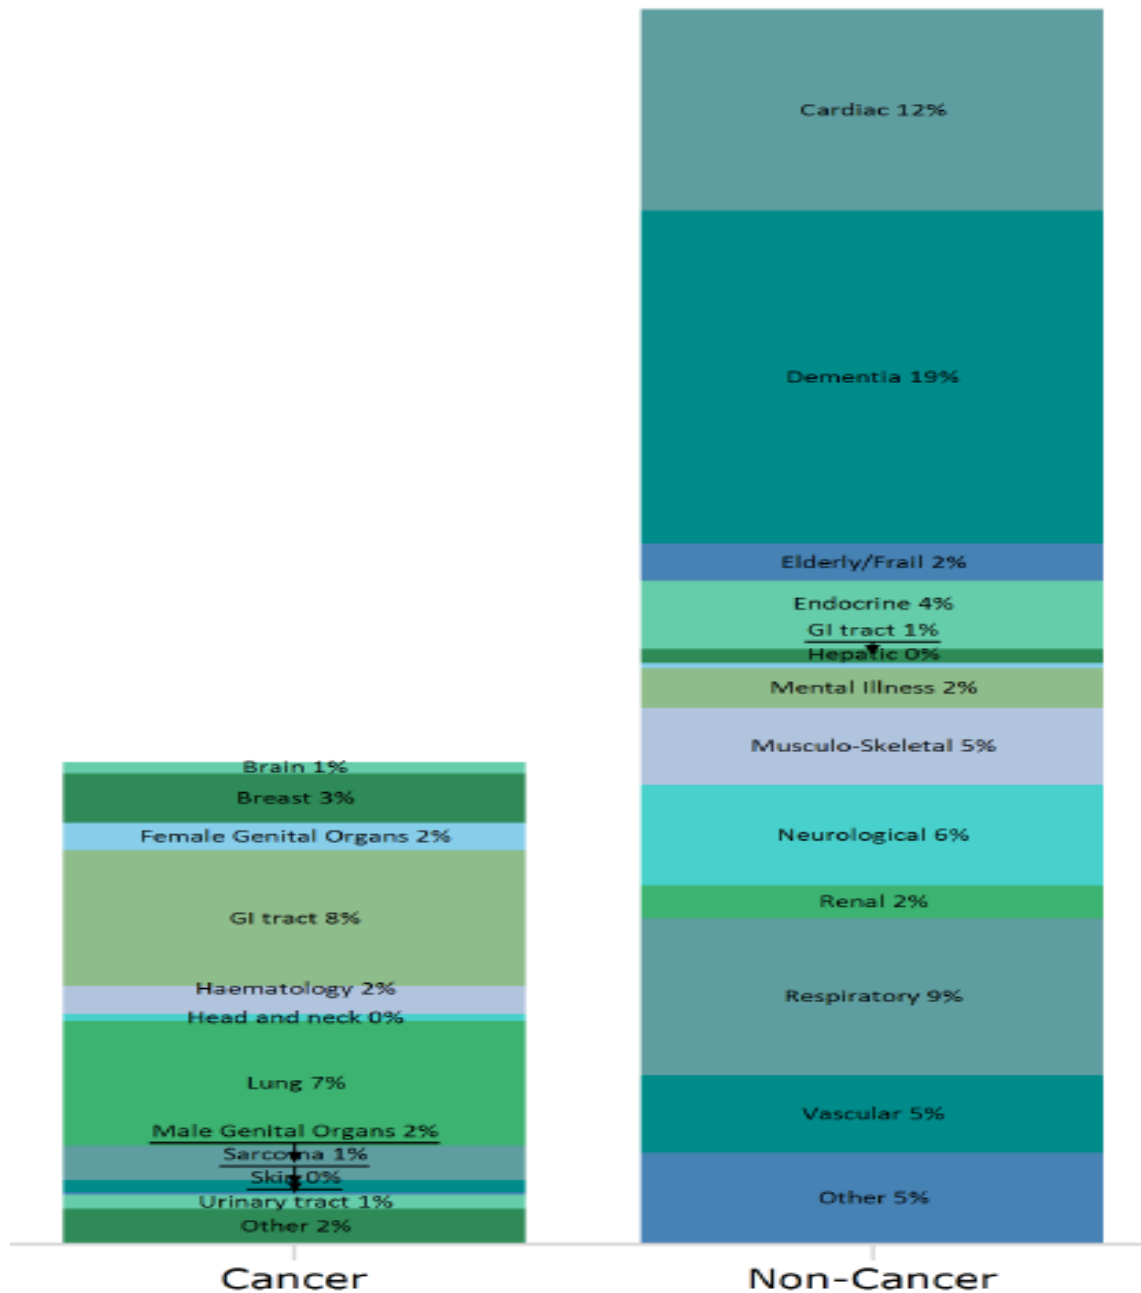 Cardiac 12%
Dementia 19%
Elderly/Frail 2%
Endocrine 4%
GI tract 1%
Hepatic 0%
Mental Illness 2%
Musculo-Skeletal 5%
Neurological 6%
Renal 2%
Respiratory 9%
Vascular 5%
Other 5%
Brain 1%
Breast 3%
Female Genital Organs 2%
GI tract 8%
Haematology 2%
Head and neck 0%
Lung 7%
Male Genital Organs 2%
Sarcoma 1%
Skin 0%
Urinary tract 1%
Other 2%
Cancer
Non-Cancer